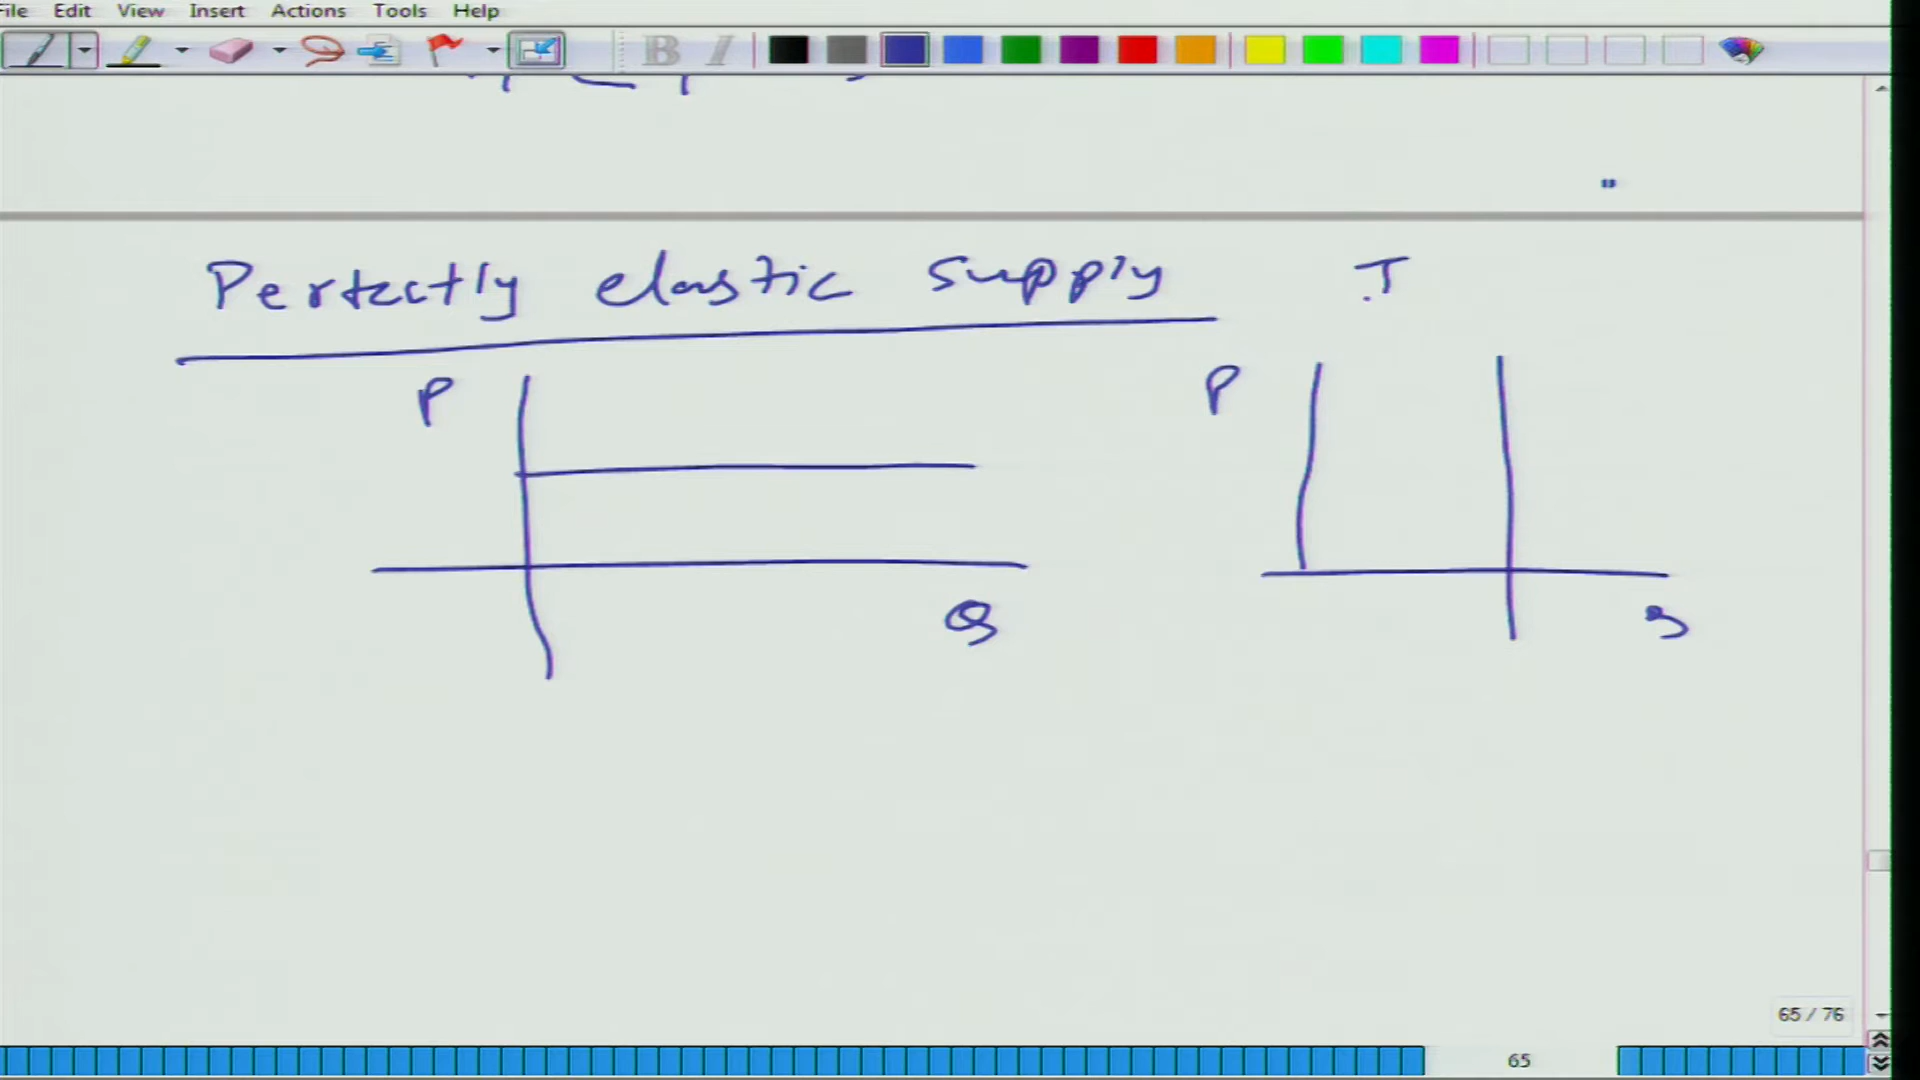 File Edit View Insert Actions Tools Help
B I
Perfectly elastic supply I
P P
Q
65 / 76
65